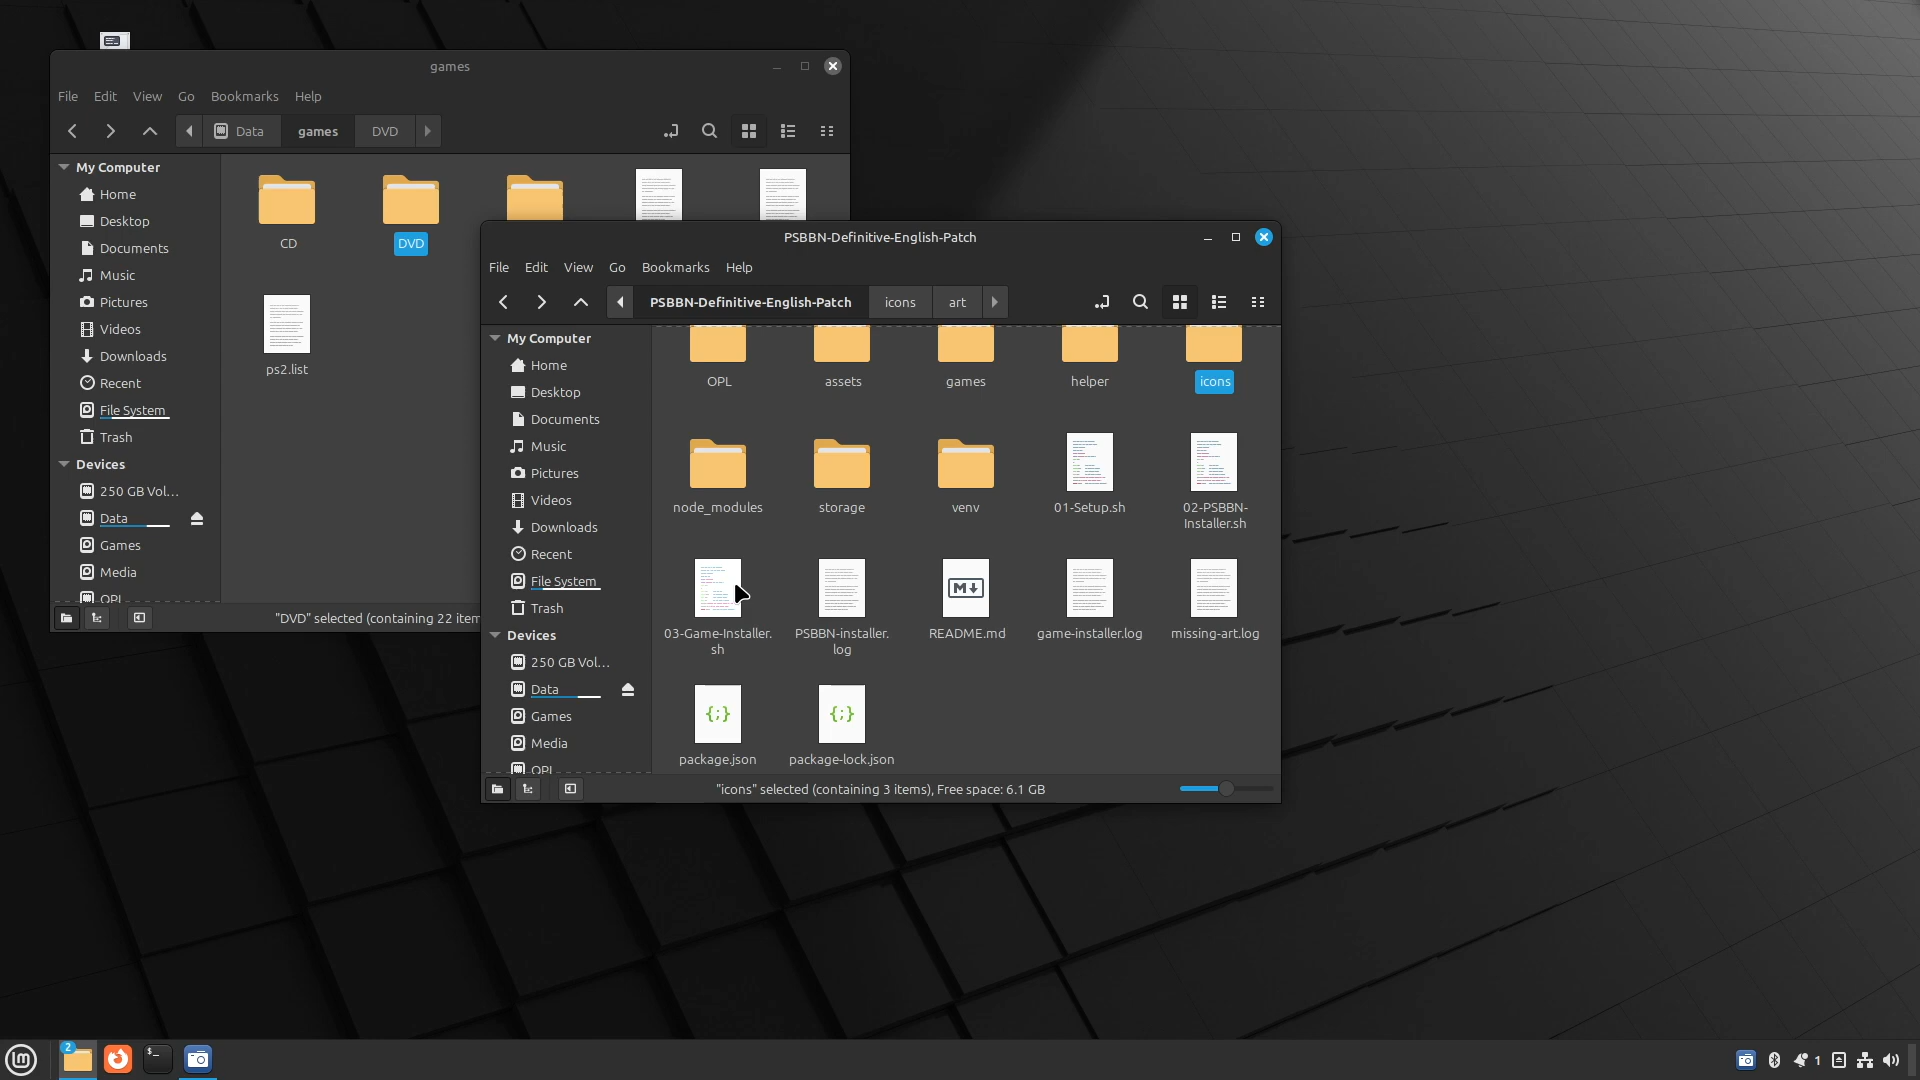 games
File Edit View Go Bookmarks Help
Data games DVD
My Computer
Home
Desktop
Documents
Music
Pictures
Videos
Downloads
Recent
File System
Trash
Devices
250 GB Vol...
Data
Games
Media
OPL
CD DVD
ps2.list
"DVD" selected (containing 22 item
PSBBN-Definitive-English-Patch
File Edit View Go Bookmarks Help
PSBBN-Definitive-English-Patch icons art
My Computer
Home
Desktop
Documents
Music
Pictures
Videos
Downloads
Recent
File System
Trash
Devices
250 GB Vol...
Data
Games
Media
OPL
OPL assets games helper icons
node_modules storage venv 01-Setup.sh 02-PSBBN-
Installer.sh
03-Game-Installer. PSBBN-installer. README.md game-installer.log missing-art.log
sh log
package.json package-lock.json
"icons" selected (containing 3 items), Free space: 6.1 GB
2
1